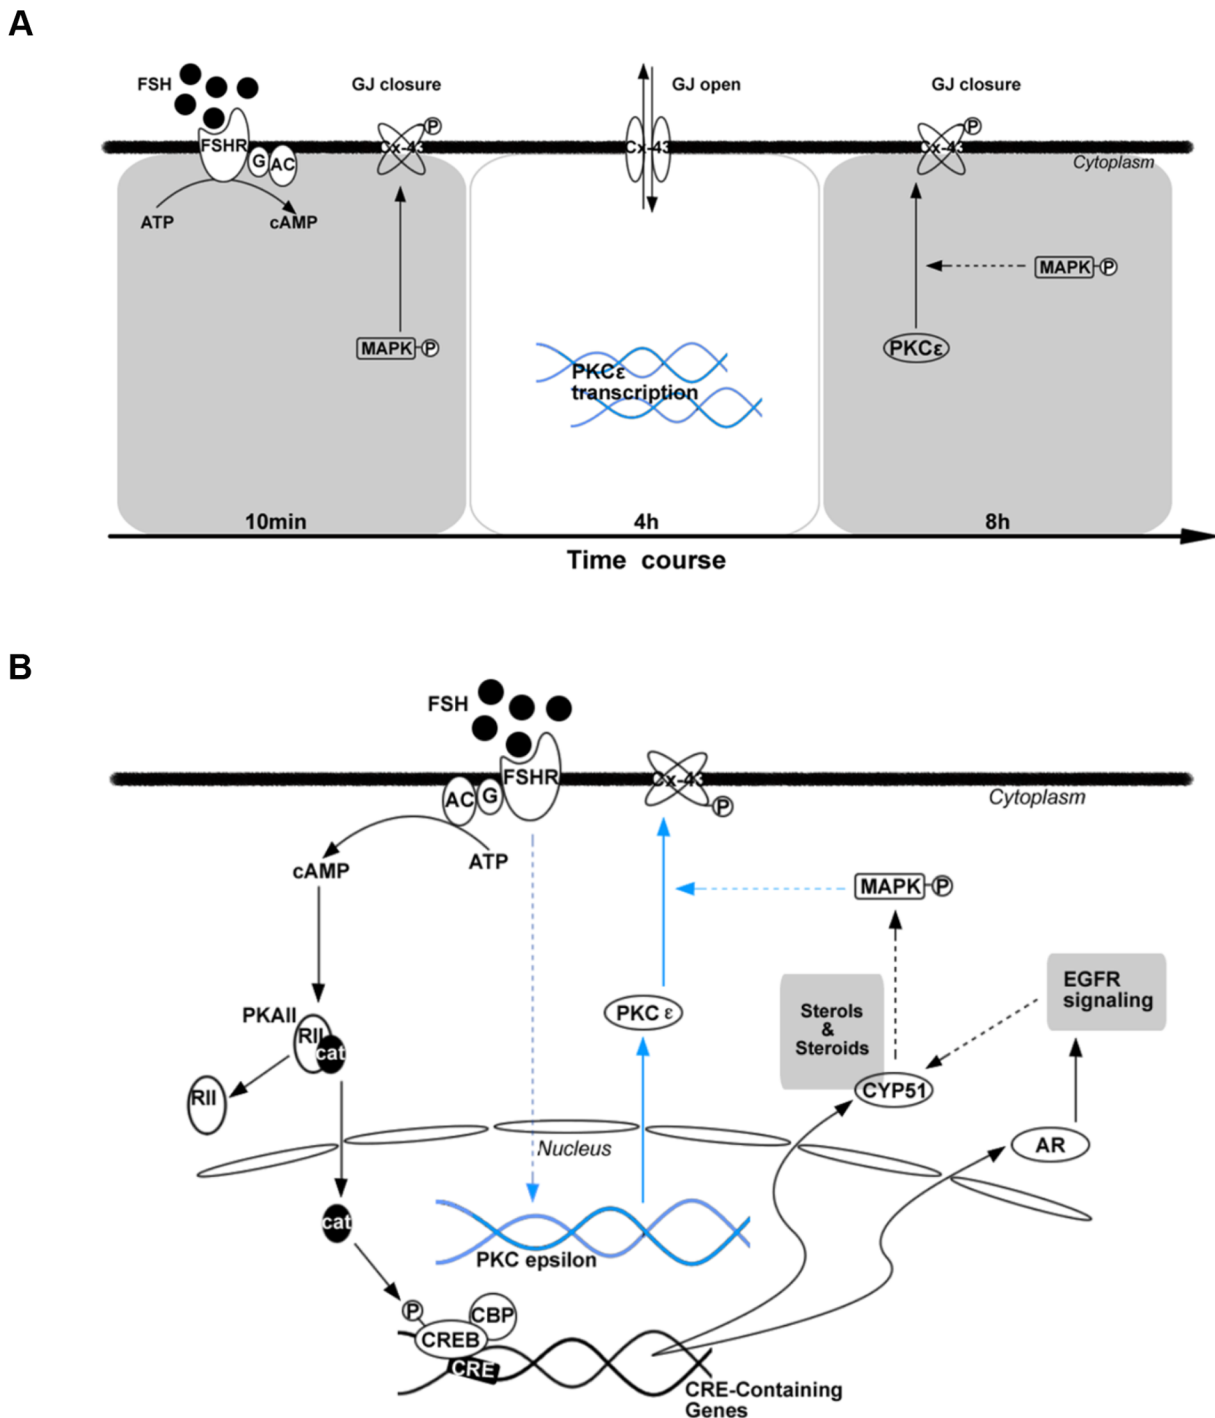 A
FSH
GJ closure
GJ open
GJ closure
P
P
FSHR
G
AC
Cx-43
Cx-43
Cx-43
Cytoplasm
ATP
cAMP
MAPK
P
MAPK
P
PKCε
PKCε
transcription
10min
4h
8h
Time course
B
FSH
FSHR
AC
G
Cx-43
P
Cytoplasm
cAMP
ATP
MAPK
P
EGFR
signaling
PKAII
RII
cat
PKC ε
Sterols
&
Steroids
CYP51
RII
Nucleus
AR
cat
PKC epsilon
P
CBP
CREB
CRE
CRE-Containing
Genes